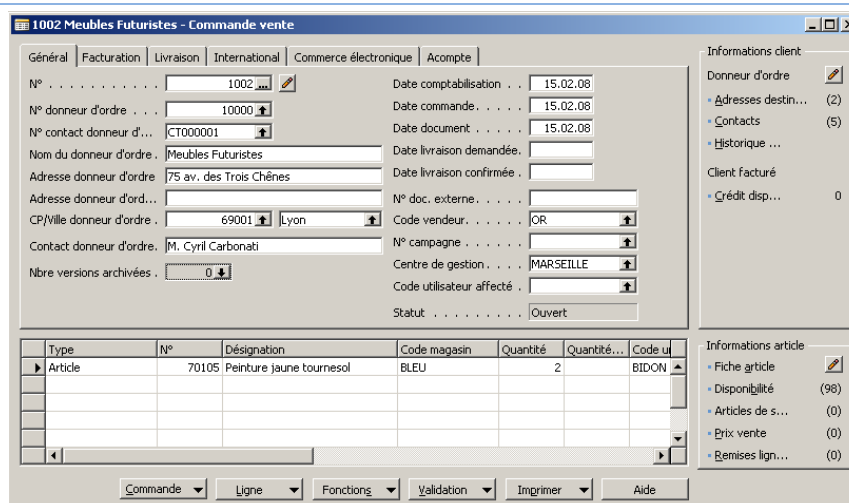 1002 Meubles Futuristes - Commande vente
Général Facturation Livraison International Commerce électronique Acompte
N° . . . . . . . . . . . 1002 ...
N° donneur d'ordre . . . 10000
N° contact donneur d'... CT000001
Nom du donneur d'ordre . Meubles Futuristes
Adresse donneur d'ordre 75 av. des Trois Chênes
Adresse donneur d'ord...
CP/Ville donneur d'ordre . 69001 Lyon
Contact donneur d'ordre. M. Cyril Carbonati
Nbre versions archivées . 0
Date comptabilisation . . 15.02.08
Date commande. . . . . 15.02.08
Date document . . . . . 15.02.08
Date livraison demandée.
Date livraison confirmée .
N° doc. externe. . . . .
Code vendeur. . . . . . OR
N° campagne . . . . . .
Centre de gestion. . . . MARSEILLE
Code utilisateur affecté .
Statut . . . . . . . . . Ouvert
Informations client
Donneur d'ordre
Adresses destin... (2)
Contacts (5)
Historique ...
Client facturé
Crédit disp... 0
Type N° Désignation Code magasin Quantité Quantité...
Article 70105 Peinture jaune tournesol BLEU 2 BIDON
Informations article
Fiche article
Disponibilité (98)
Articles de s... (0)
Prix vente (0)
Remises lign... (0)
Commande Ligne Fonctions Validation Imprimer Aide